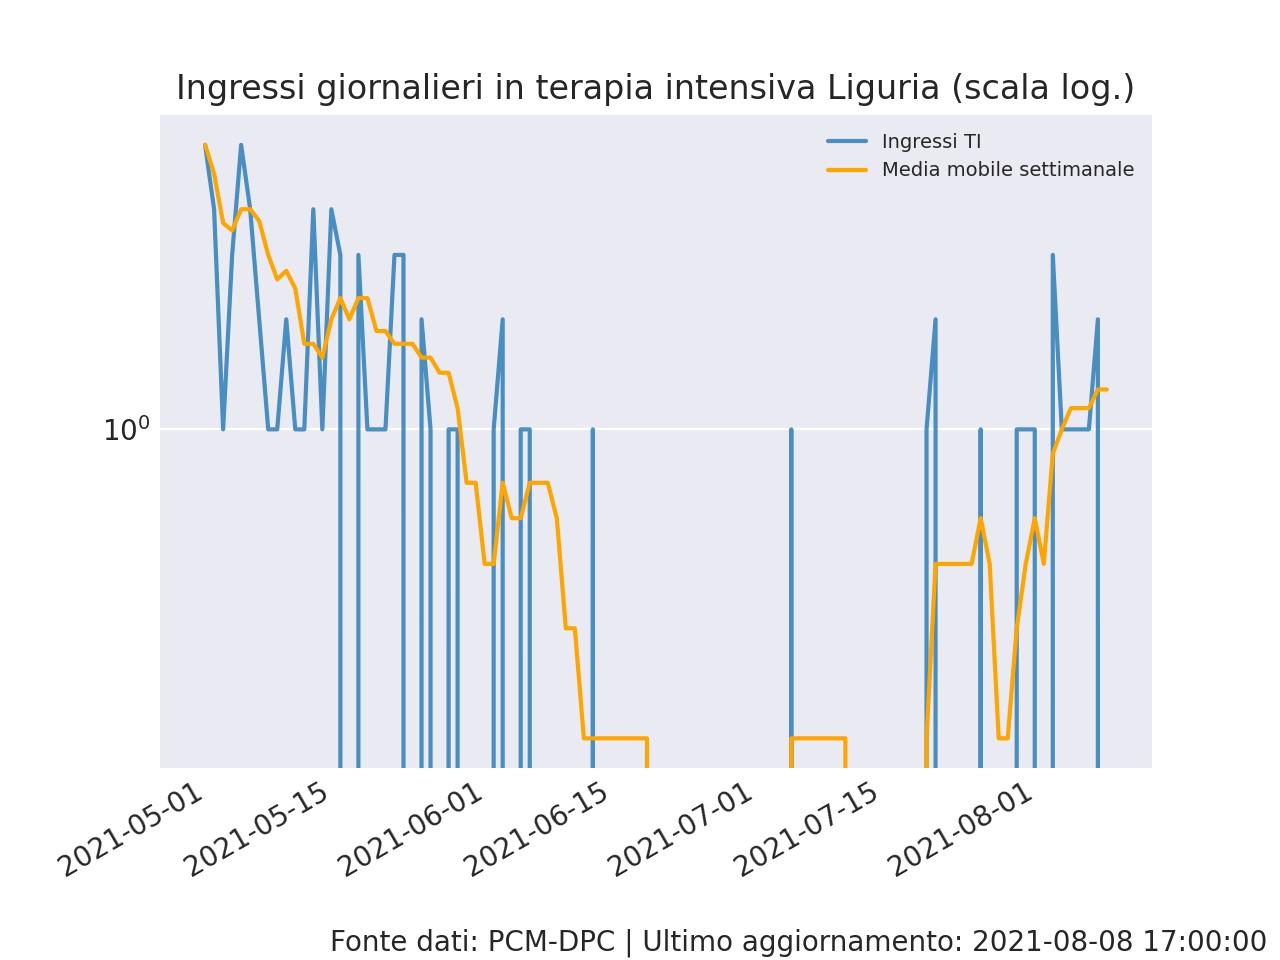 Ingressi giornalieri in terapia intensiva Liguria (scala log.)
Ingressi TI
Media mobile settimanale
10⁰
2021-05-01
2021-05-15
2021-06-01
2021-06-15
2021-07-01
2021-07-15
2021-08-01
Fonte dati: PCM-DPC | Ultimo aggiornamento: 2021-08-08 17:00:00